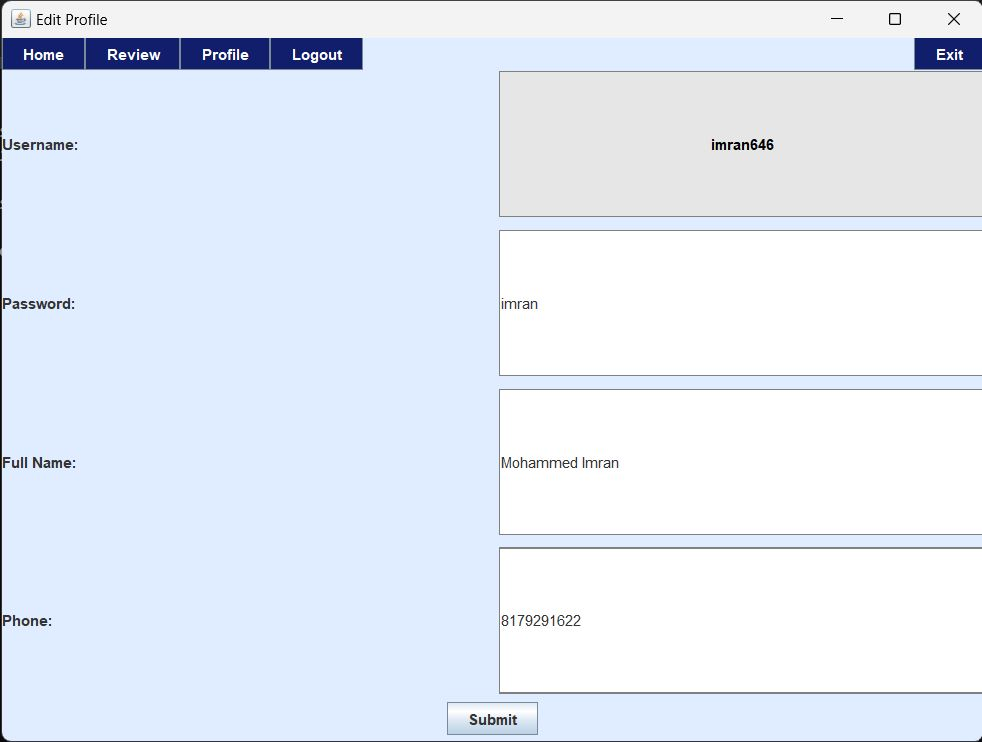 Edit Profile
Home Review Profile Logout Exit
Username: imran646
Password: imran
Full Name: Mohammed Imran
Phone: 8179291622
Submit